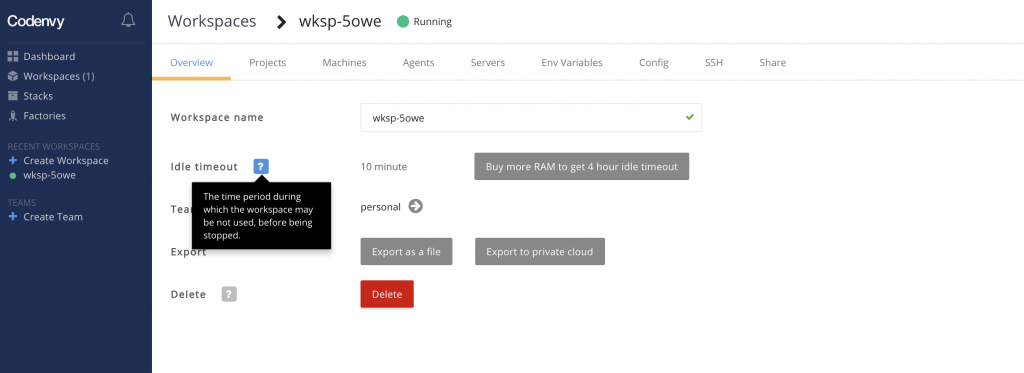 Codenvy
Dashboard
Workspaces (1)
Stacks
Factories
RECENT WORKSPACES
+ Create Workspace
wksp-5owe
TEAMS
+ Create Team
Workspaces > wksp-5owe Running
Overview Projects Machines Agents Servers Env Variables Config SSH Share
Workspace name wksp-5owe
Idle timeout ? 10 minute Buy more RAM to get 4 hour idle timeout
The time period during
which the workspace may
be not used, before being
stopped.
Tea personal
Export Export as a file Export to private cloud
Delete ? Delete